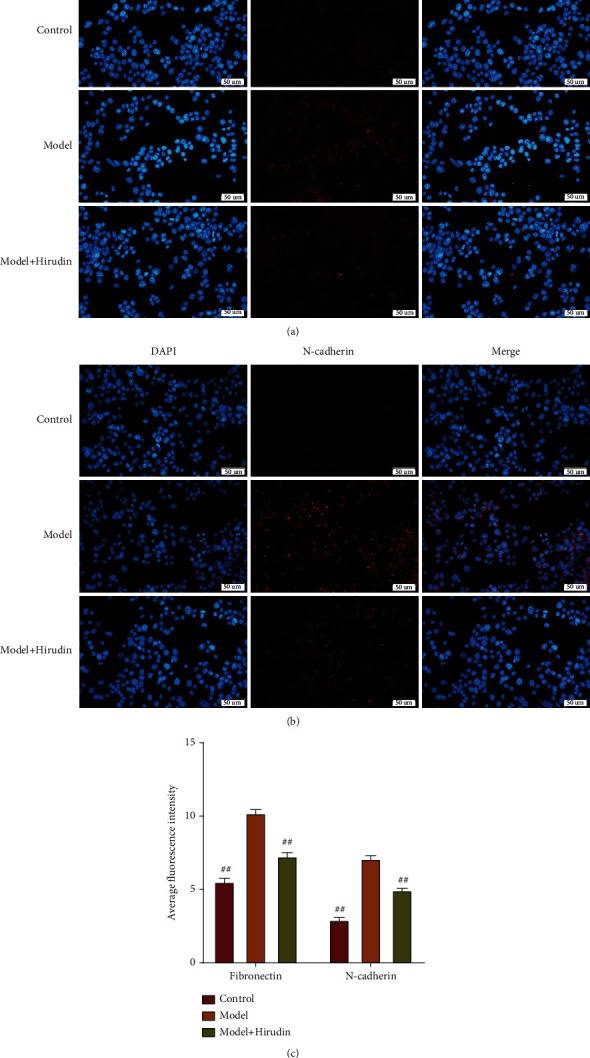 Control
50 um
50 um
50 um
Model
50 um
50 um
50 um
Model+Hirudin
50 um
50 um
50 um
(a)
DAPI N-cadherin Merge
Control
50 um
50 um
50 um
Model
50 um
50 um
50 um
Model+Hirudin
50 um
50 um
50 um
(b)
15
10
5
0
Average fluorescence intensity
##
##
##
##
Fibronectin N-cadherin
Control
Model
Model+Hirudin
(c)